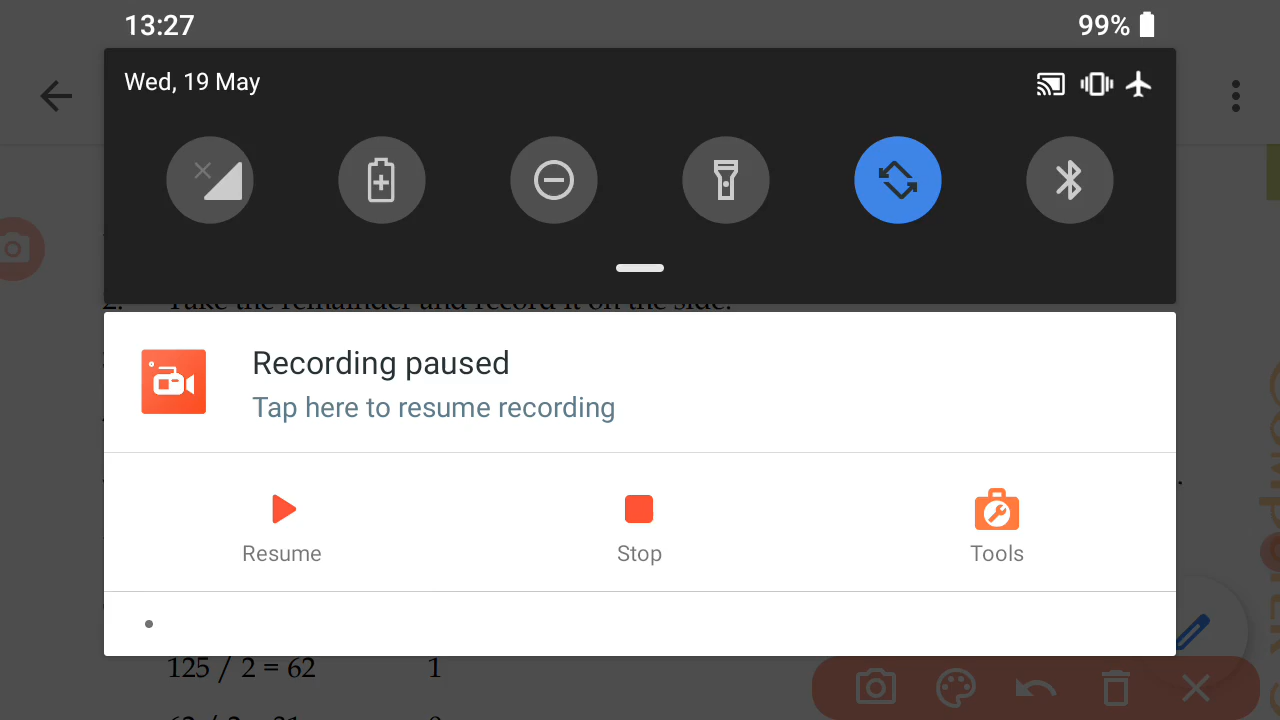 13:27
99%
Wed, 19 May
2. Take the remainder and record it on the side.
Recording paused
Tap here to resume recording
Resume
Stop
Tools
125 / 2 = 62 1